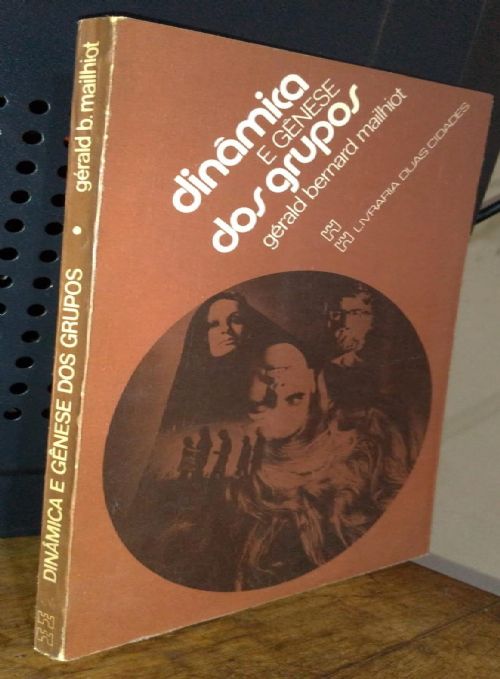 dinâmica
E GÊNESE
dos grupos
gérald bernard mailhiot
LIVRARIA DUAS CIDADES
DINÂMICA E GÊNESE DOS GRUPOS • gérald b. mailhiot